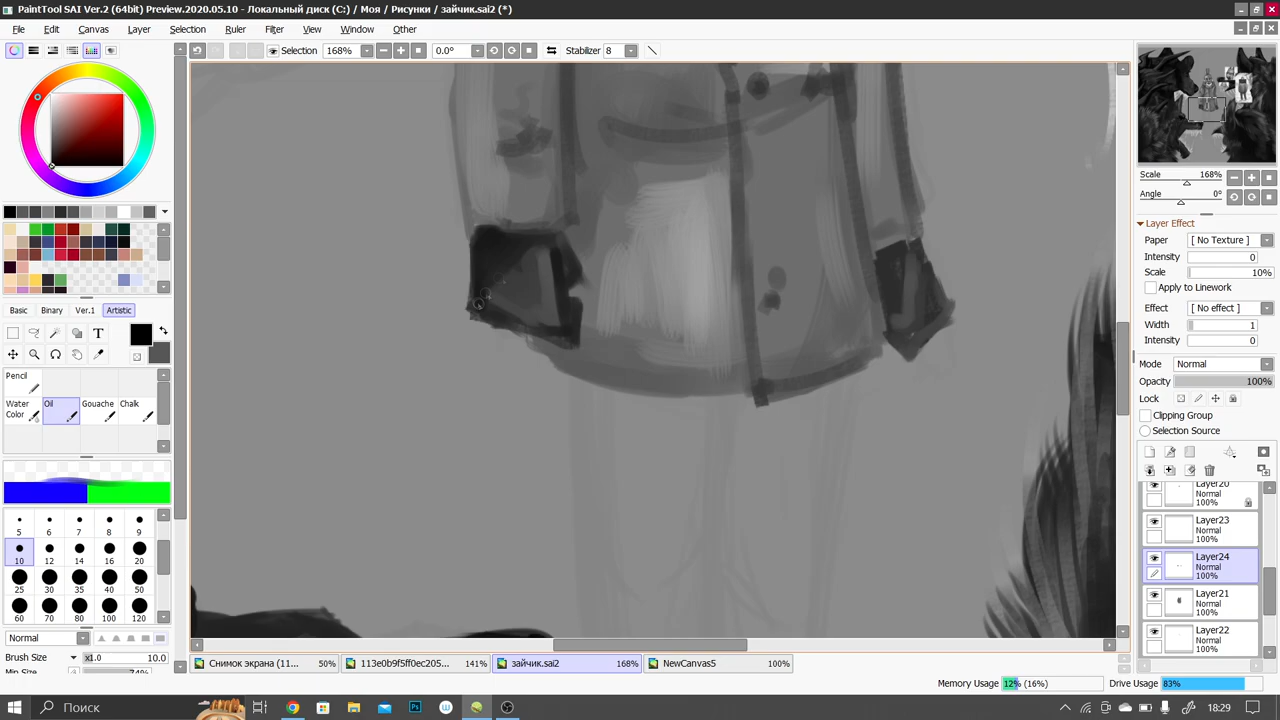 PaintTool SAI Ver.2 (64bit) Preview.2020.05.10 - Локальный диск (C:) / Моя / Рисунки / зайчик.sai2 (*)
File Edit Canvas Layer Selection Ruler Filter View Window Other
Selection 168% 0.0° Stabilizer 8
Scale 168%
Angle 0°
Layer Effect
Paper [ No Texture ]
Intensity 0
Scale 10%
Apply to Linework
Effect [ No effect ]
Width 1
Intensity 0
Mode Normal
Opacity 100%
Lock
Clipping Group
Selection Source
Layer20
Normal
100%
Layer23
Normal
100%
Layer24
Normal
100%
Layer21
Normal
100%
Layer22
Normal
100%
Basic Binary Ver.1 Artistic
T
Pencil
Water Color Oil Gouache Chalk
5 6 7 8 9
10 12 14 16 20
25 30 35 40 50
60 70 80 100 120
Normal
Brush Size x1.0 10.0
Min Size 74%
Снимок экрана (11... 50% 113e0b9f5ff0ec205... 141% зайчик.sai2 168% NewCanvas5 100%
Memory Usage 12% (16%) Drive Usage 83%
Поиск Ps 18:29